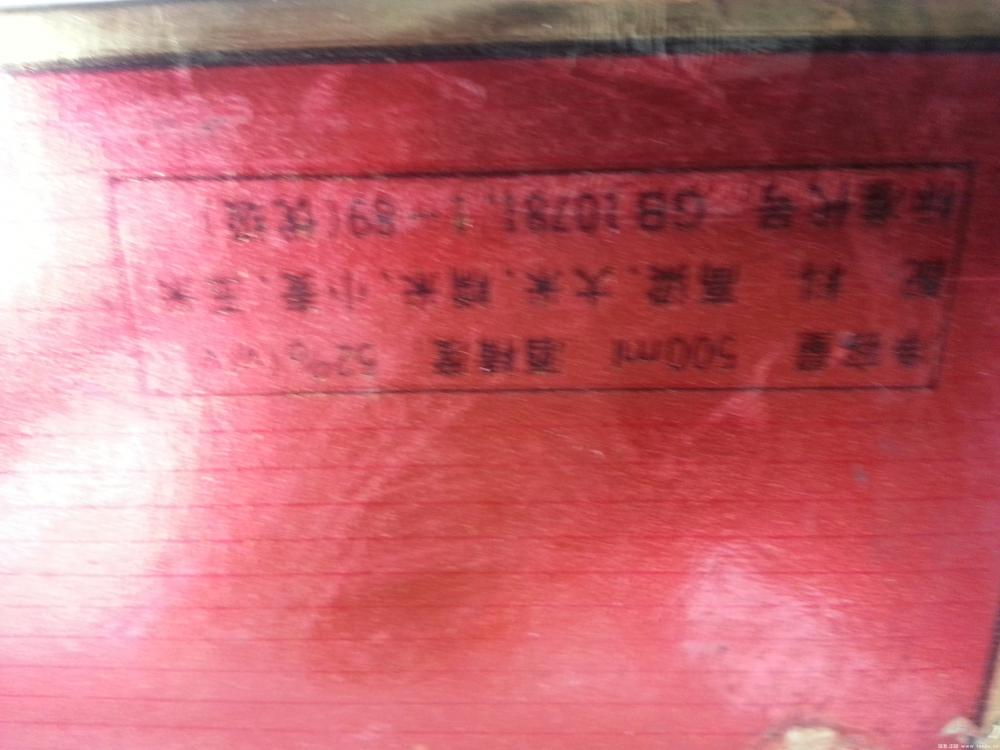 净容量 500ml 酒精度 52%(v/v)
配料 高粱、大米、糯米、小麦、玉米
标准代号 GB10781.1-89(优级)